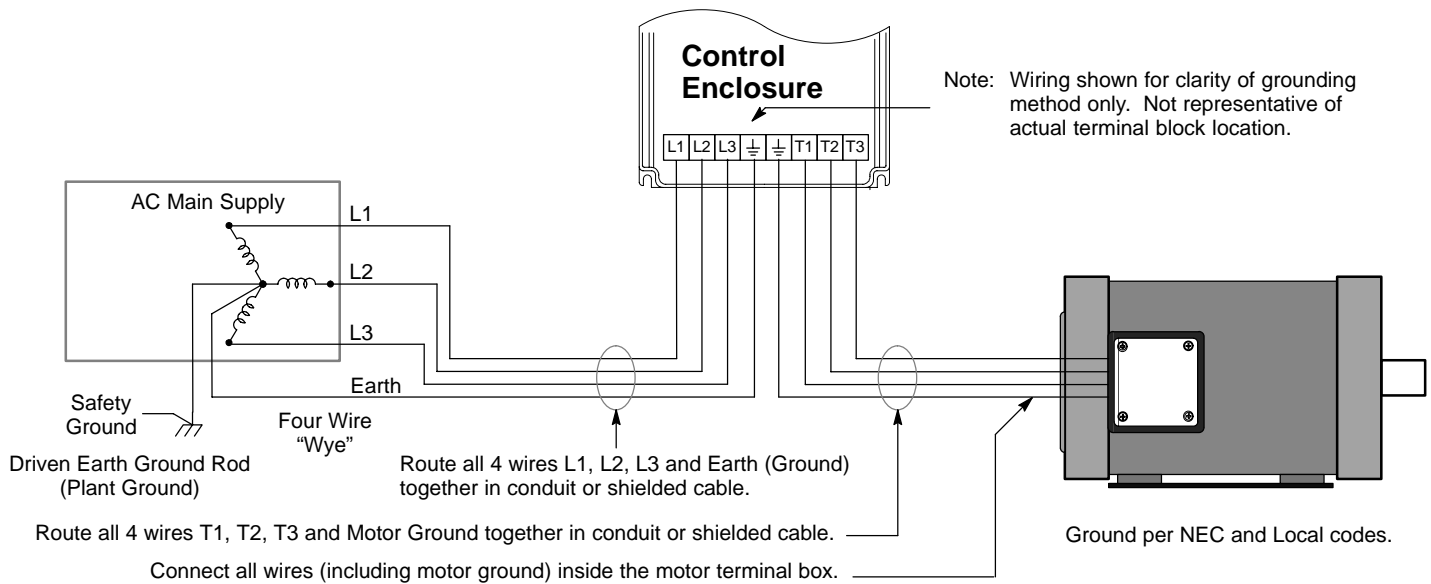 Control
Enclosure
Note: Wiring shown for clarity of grounding
method only. Not representative of
actual terminal block location.
L1 L2 L3 ⏚ ⏚ T1 T2 T3
AC Main Supply
L1
L2
L3
Earth
Safety
Ground
Four Wire
“Wye”
Driven Earth Ground Rod
(Plant Ground)
Route all 4 wires L1, L2, L3 and Earth (Ground)
together in conduit or shielded cable.
Route all 4 wires T1, T2, T3 and Motor Ground together in conduit or shielded cable.
Connect all wires (including motor ground) inside the motor terminal box.
Ground per NEC and Local codes.